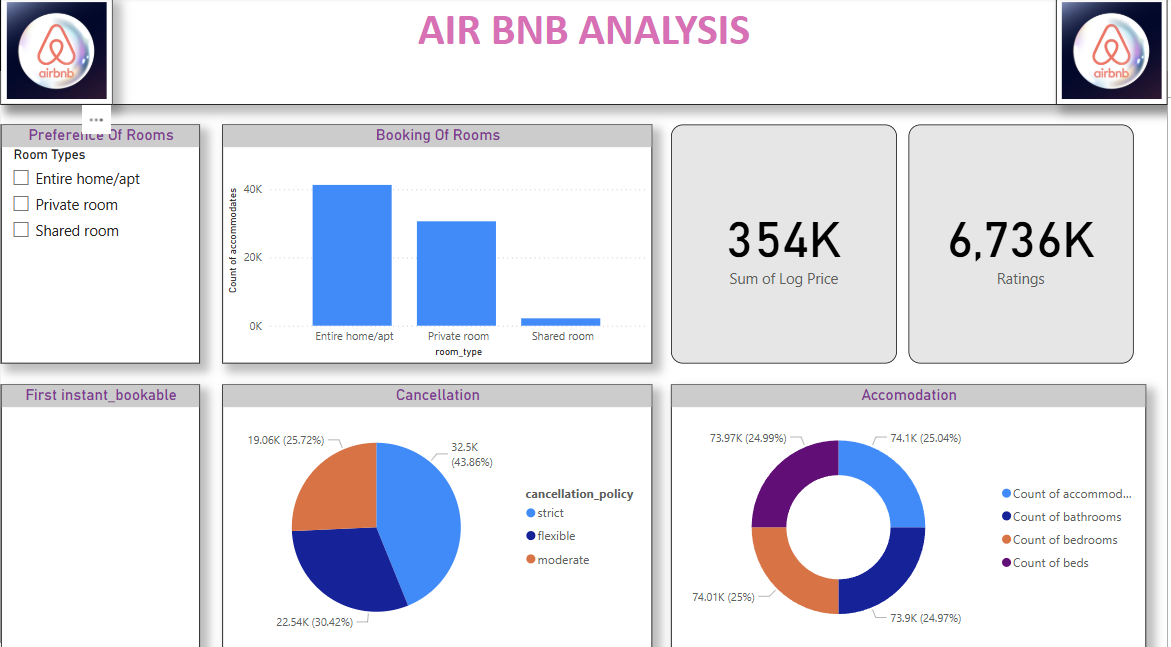 AIR BNB ANALYSIS
airbnb
airbnb
Preference Of Rooms
Room Types
Entire home/apt
Private room
Shared room
Booking Of Rooms
Count of accommodates
40K
20K
0K
Entire home/apt
Private room
Shared room
room_type
354K
Sum of Log Price
6,736K
Ratings
First instant_bookable
Cancellation
19.06K (25.72%)
32.5K
(43.86%)
22.54K (30.42%)
cancellation_policy
strict
flexible
moderate
Accomodation
73.97K (24.99%)
74.1K (25.04%)
74.01K (25%)
73.9K (24.97%)
Count of accommod...
Count of bathrooms
Count of bedrooms
Count of beds